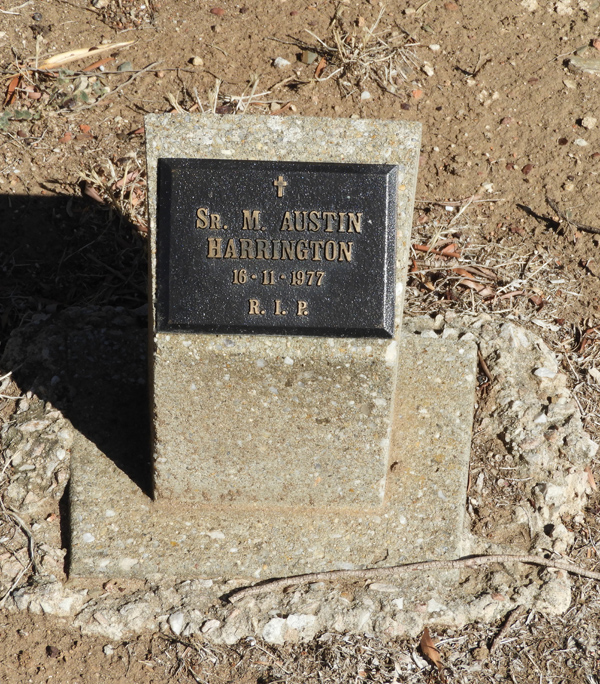 Sr. M. AUSTIN
HARRINGTON
16-11-1977
R. I. P.